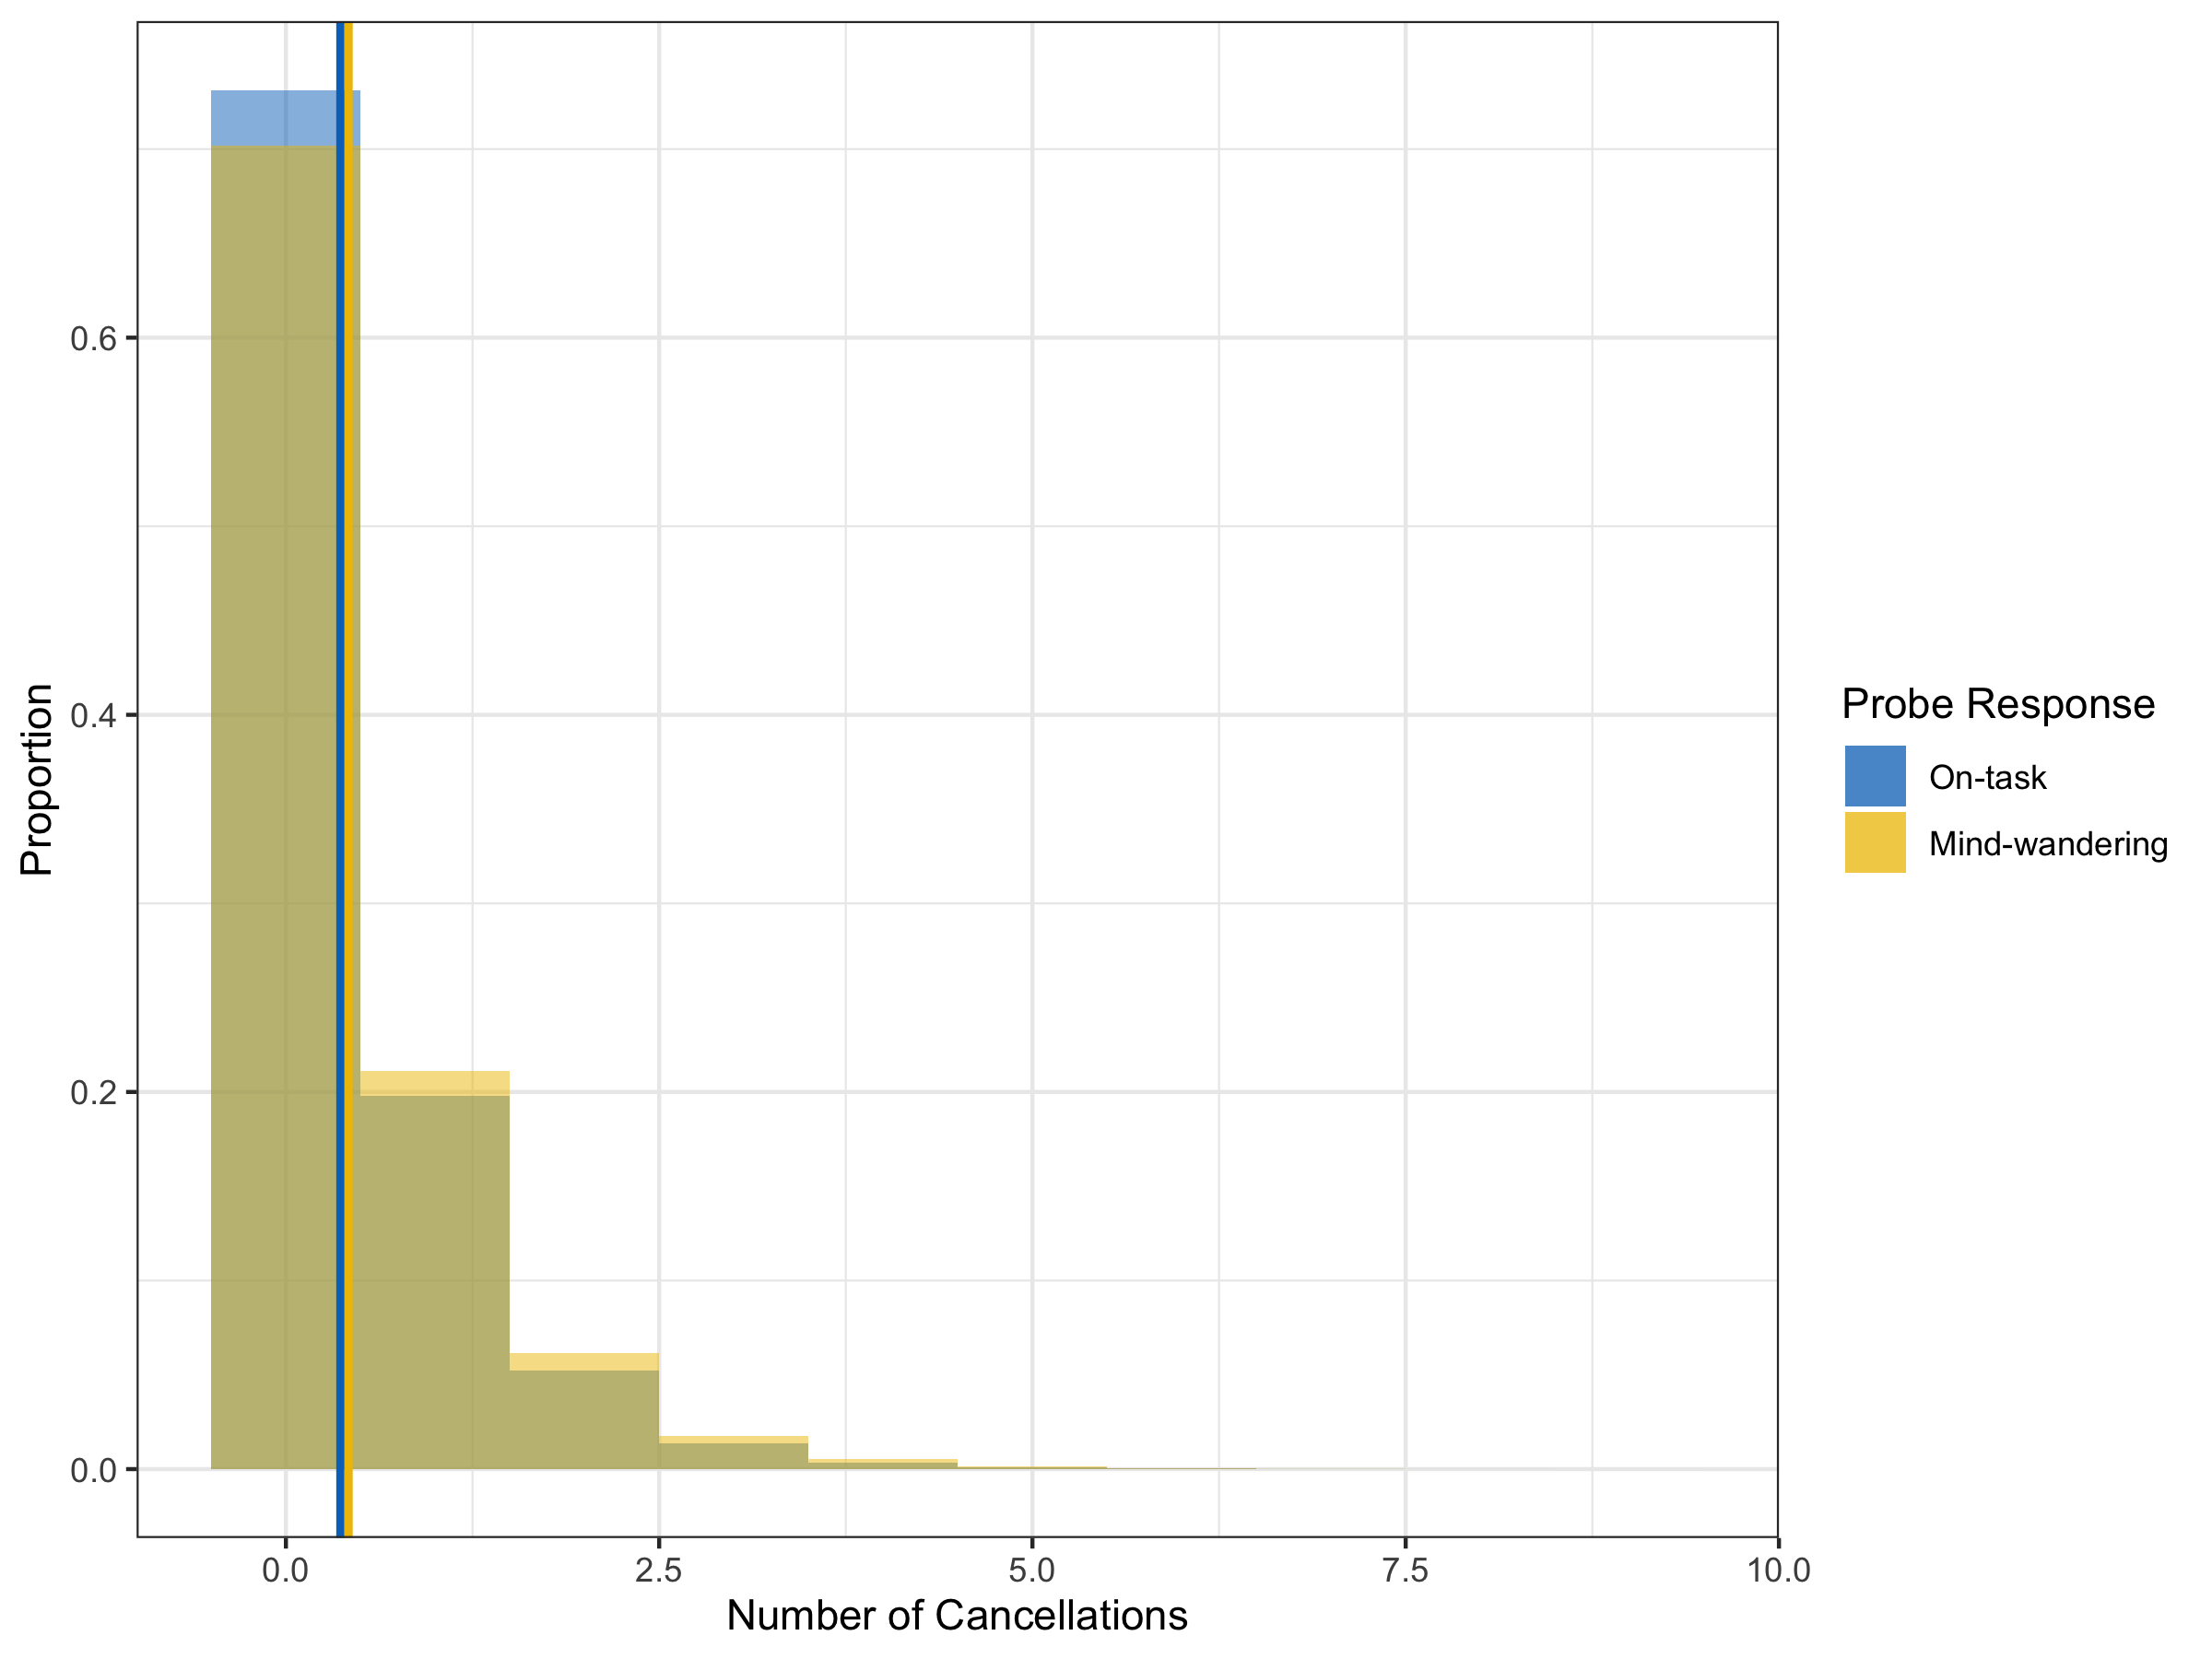 Proportion
0.6
0.4
0.2
0.0
0.0 2.5 5.0 7.5 10.0
Number of Cancellations
Probe Response
On-task
Mind-wandering